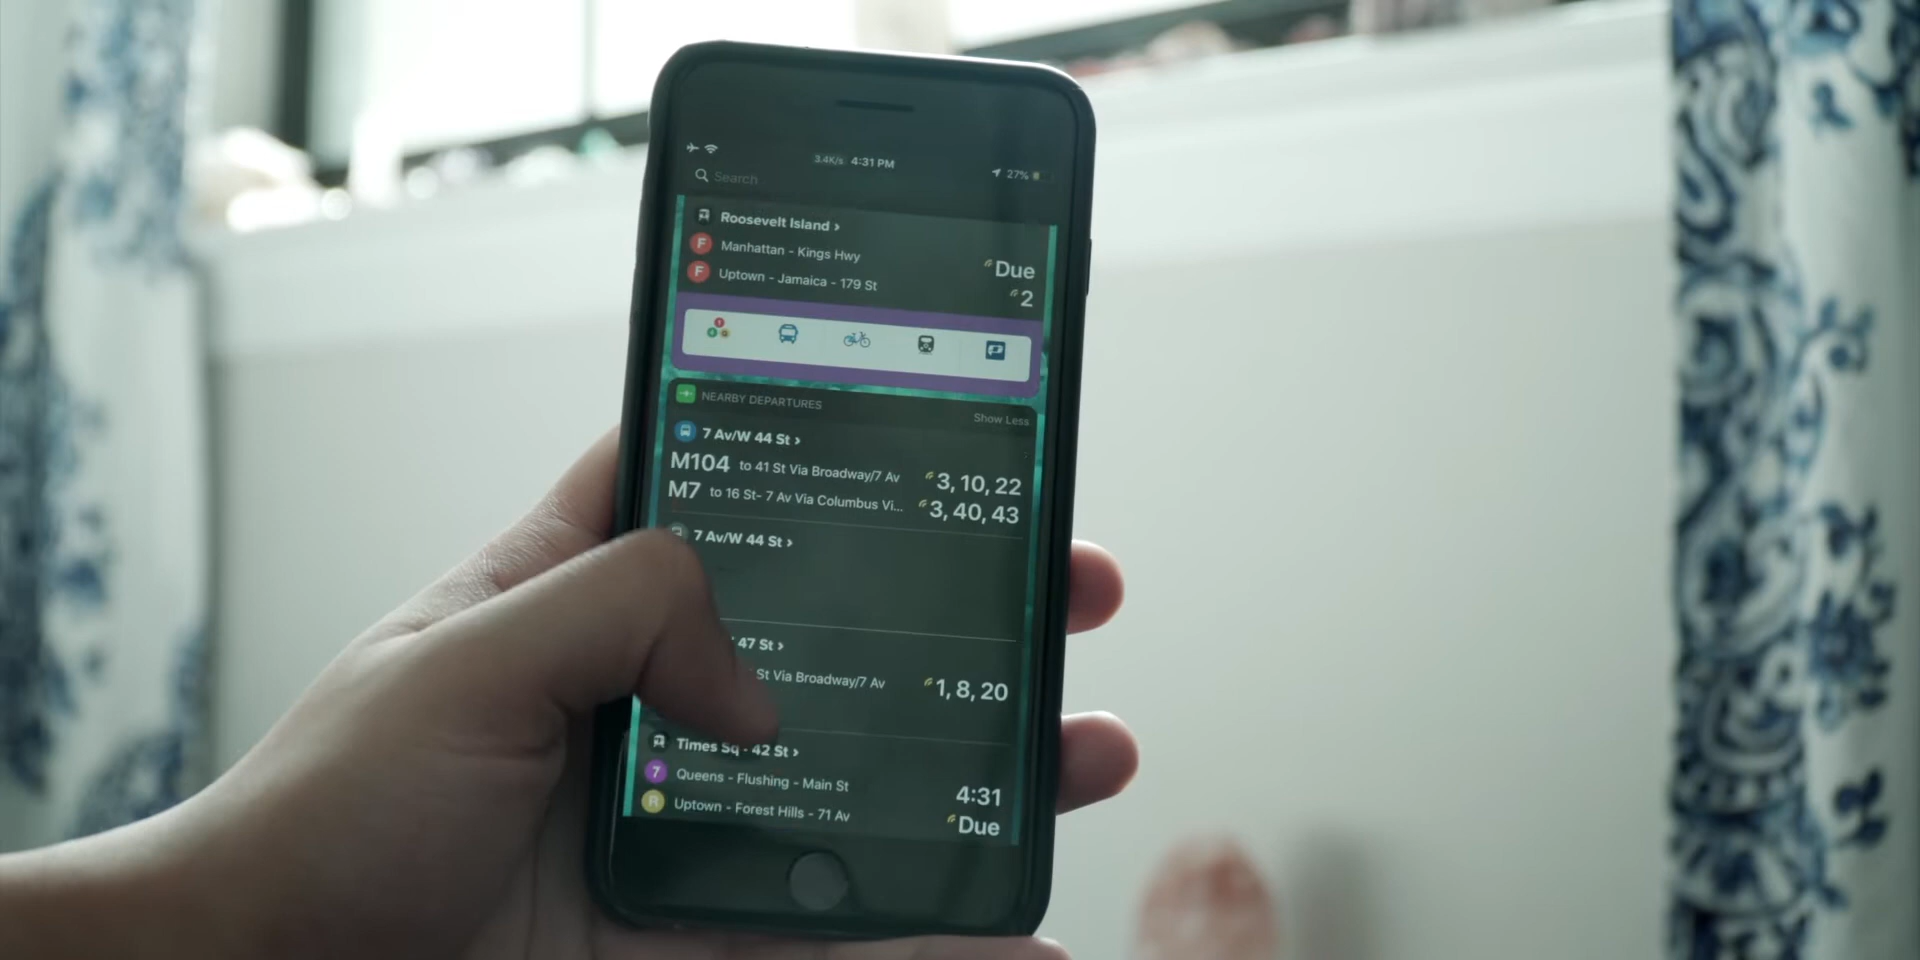 3.4K/s 4:31 PM
27%
Search
Roosevelt Island >
F Manhattan - Kings Hwy Due
F Uptown - Jamaica - 179 St 2
NEARBY DEPARTURES Show Less
7 Av/W 44 St >
M104 to 41 St Via Broadway/7 Av 3, 10, 22
M7 to 16 St- 7 Av Via Columbus Vi... 3, 40, 43
7 Av/W 44 St >
47 St >
St Via Broadway/7 Av 1, 8, 20
Times Sq - 42 St >
7 Queens - Flushing - Main St 4:31
R Uptown - Forest Hills - 71 Av Due